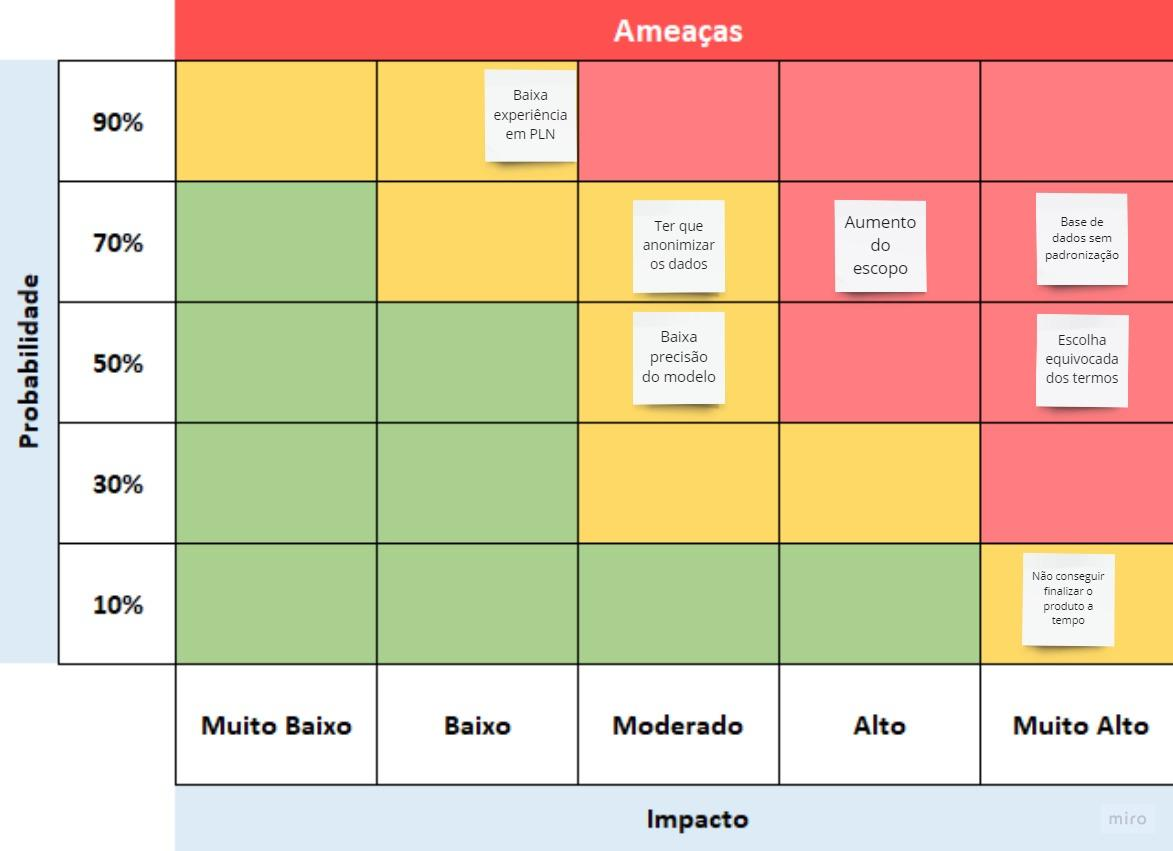 Ameaças
Probabilidade
90%
Baixa
experiência
em PLN
70%
Ter que
anonimizar
os dados
Aumento
do
escopo
Base de
dados sem
padronização
50%
Baixa
precisão
do modelo
Escolha
equivocada
dos termos
30%
10%
Não conseguir
finalizar o
produto a
tempo
Muito Baixo
Baixo
Moderado
Alto
Muito Alto
Impacto
miro